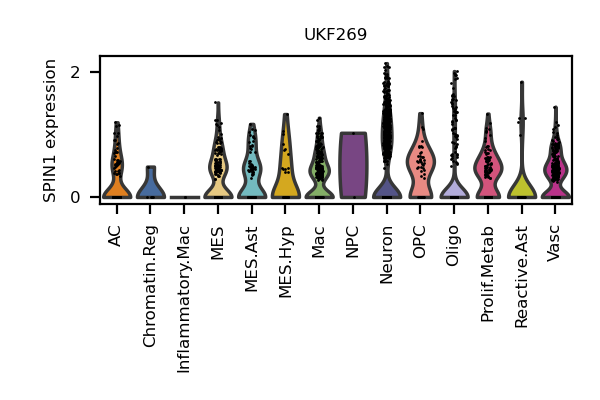 UKF269
SPIN1 expression
2
0
AC
Chromatin.Reg
Inflammatory.Mac
MES
MES.Ast
MES.Hyp
Mac
NPC
Neuron
OPC
Oligo
Prolif.Metab
Reactive.Ast
Vasc